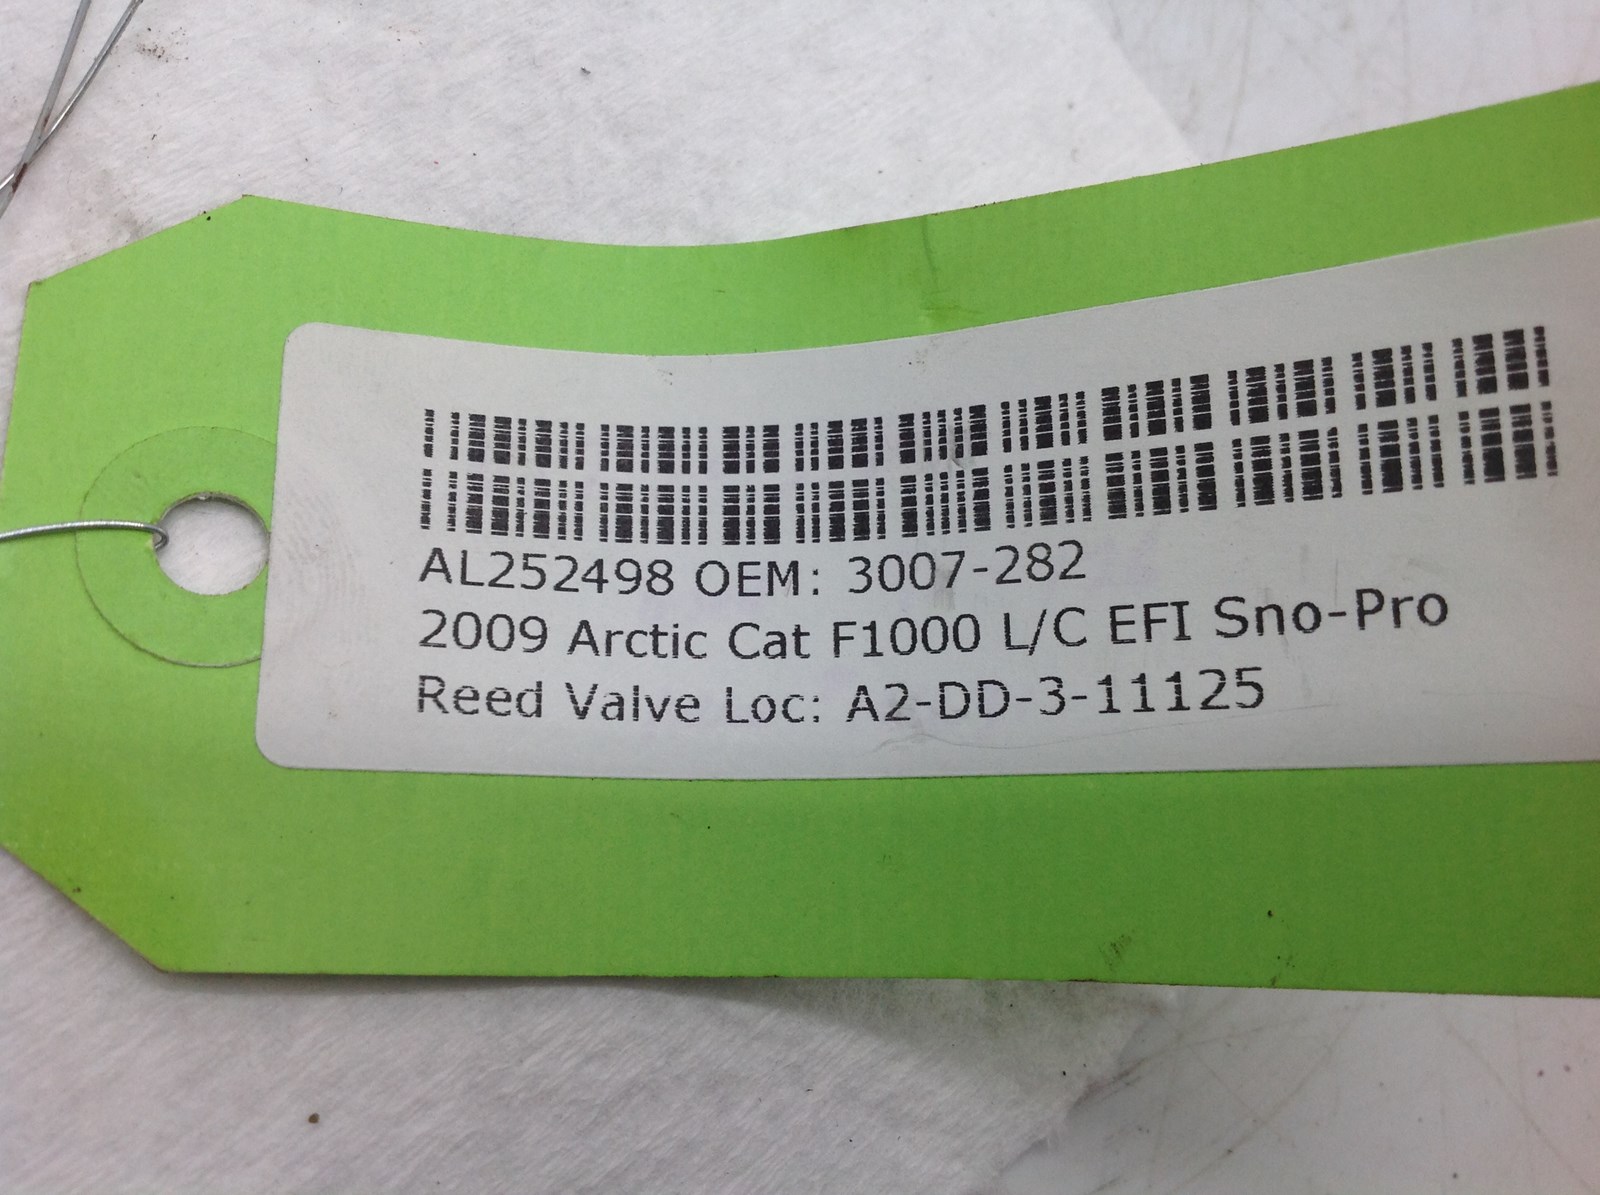 AL252498 OEM: 3007-282
2009 Arctic Cat F1000 L/C EFI Sno-Pro
Reed Valve Loc: A2-DD-3-11125